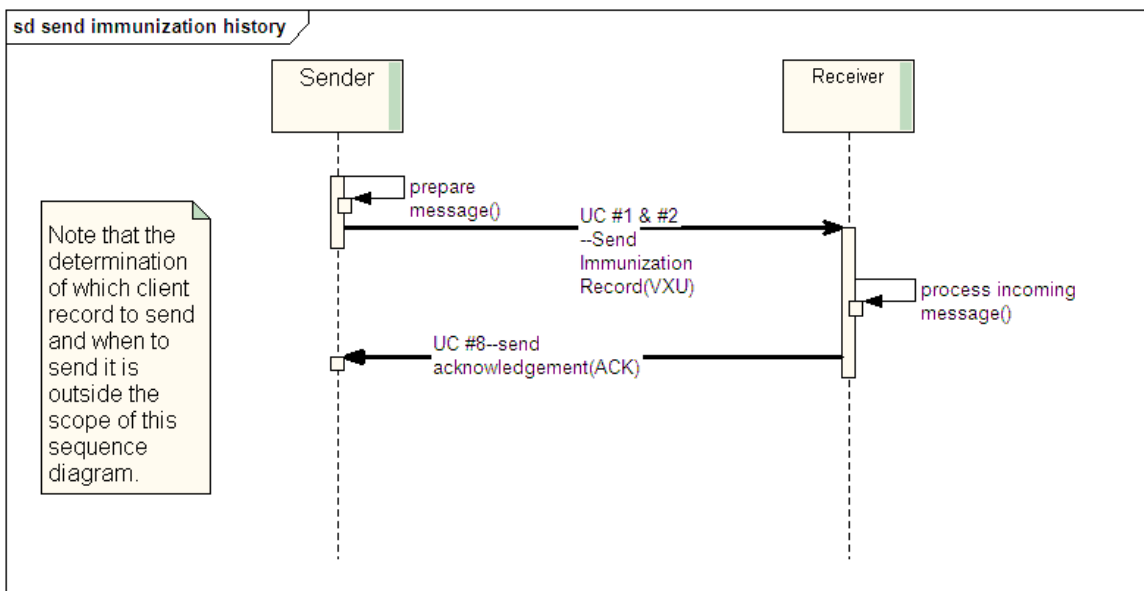 sd send immunization history
Sender
Receiver
prepare
message()
UC #1 & #2
--Send
Immunization
Record(VXU)
process incoming
message()
UC #8--send
acknowledgement(ACK)
Note that the
determination
of which client
record to send
and when to
send it is
outside the
scope of this
sequence
diagram.